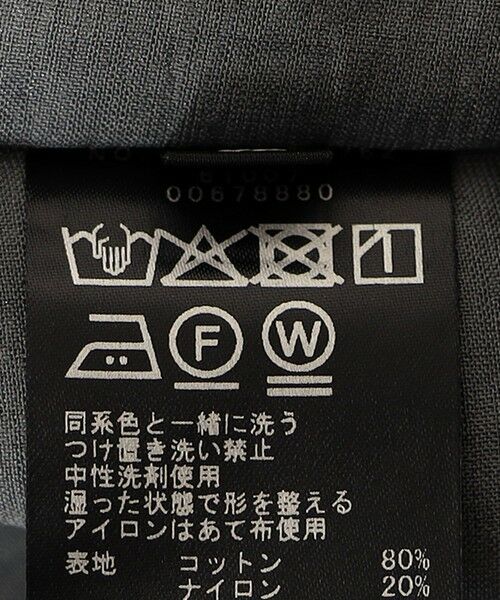 00678880
F
W
同系色と一緒に洗う
つけ置き洗い禁止
中性洗剤使用
湿った状態で形を整える
アイロンはあて布使用
表地 コットン 80%
ナイロン 20%